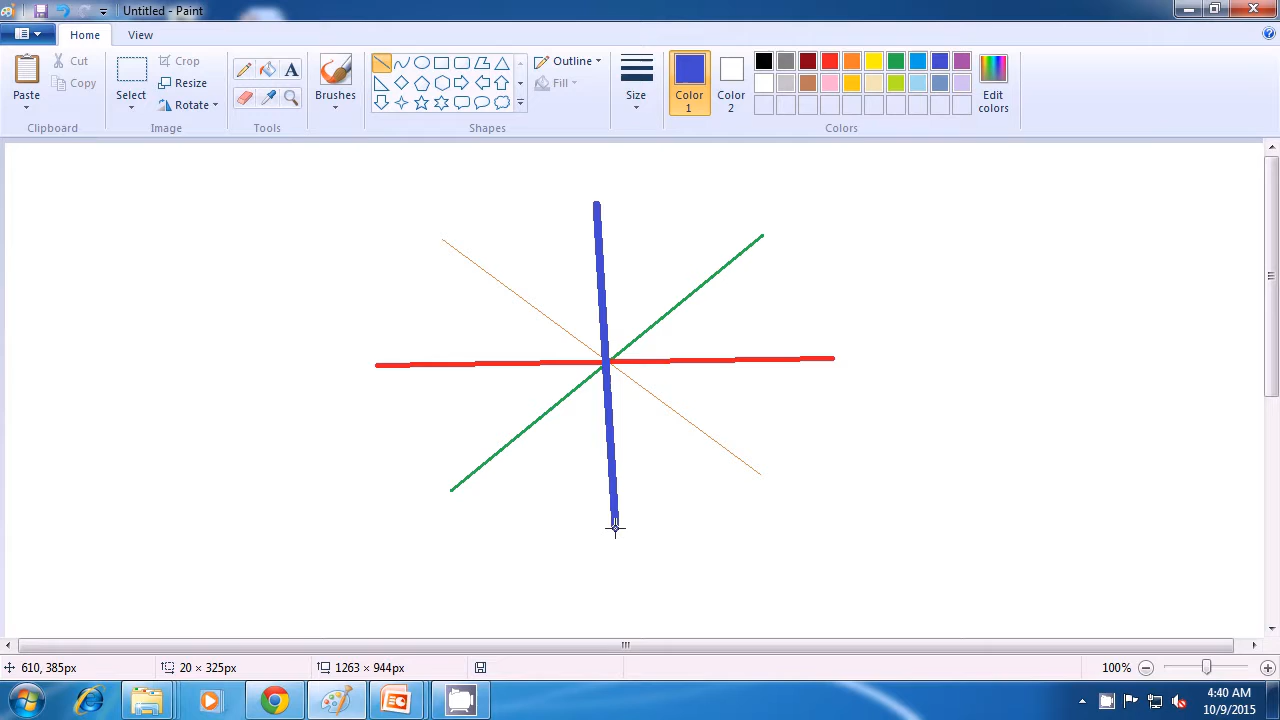 Untitled - Paint
Home View
Paste
Cut
Copy
Clipboard
Select
Crop
Resize
Rotate
Image
A
Tools
Brushes
Shapes
Outline
Fill
Size
Color 1
Color 2
Edit colors
Colors
610, 385px 20 × 325px 1263 × 944px 100%
4:40 AM
10/9/2015